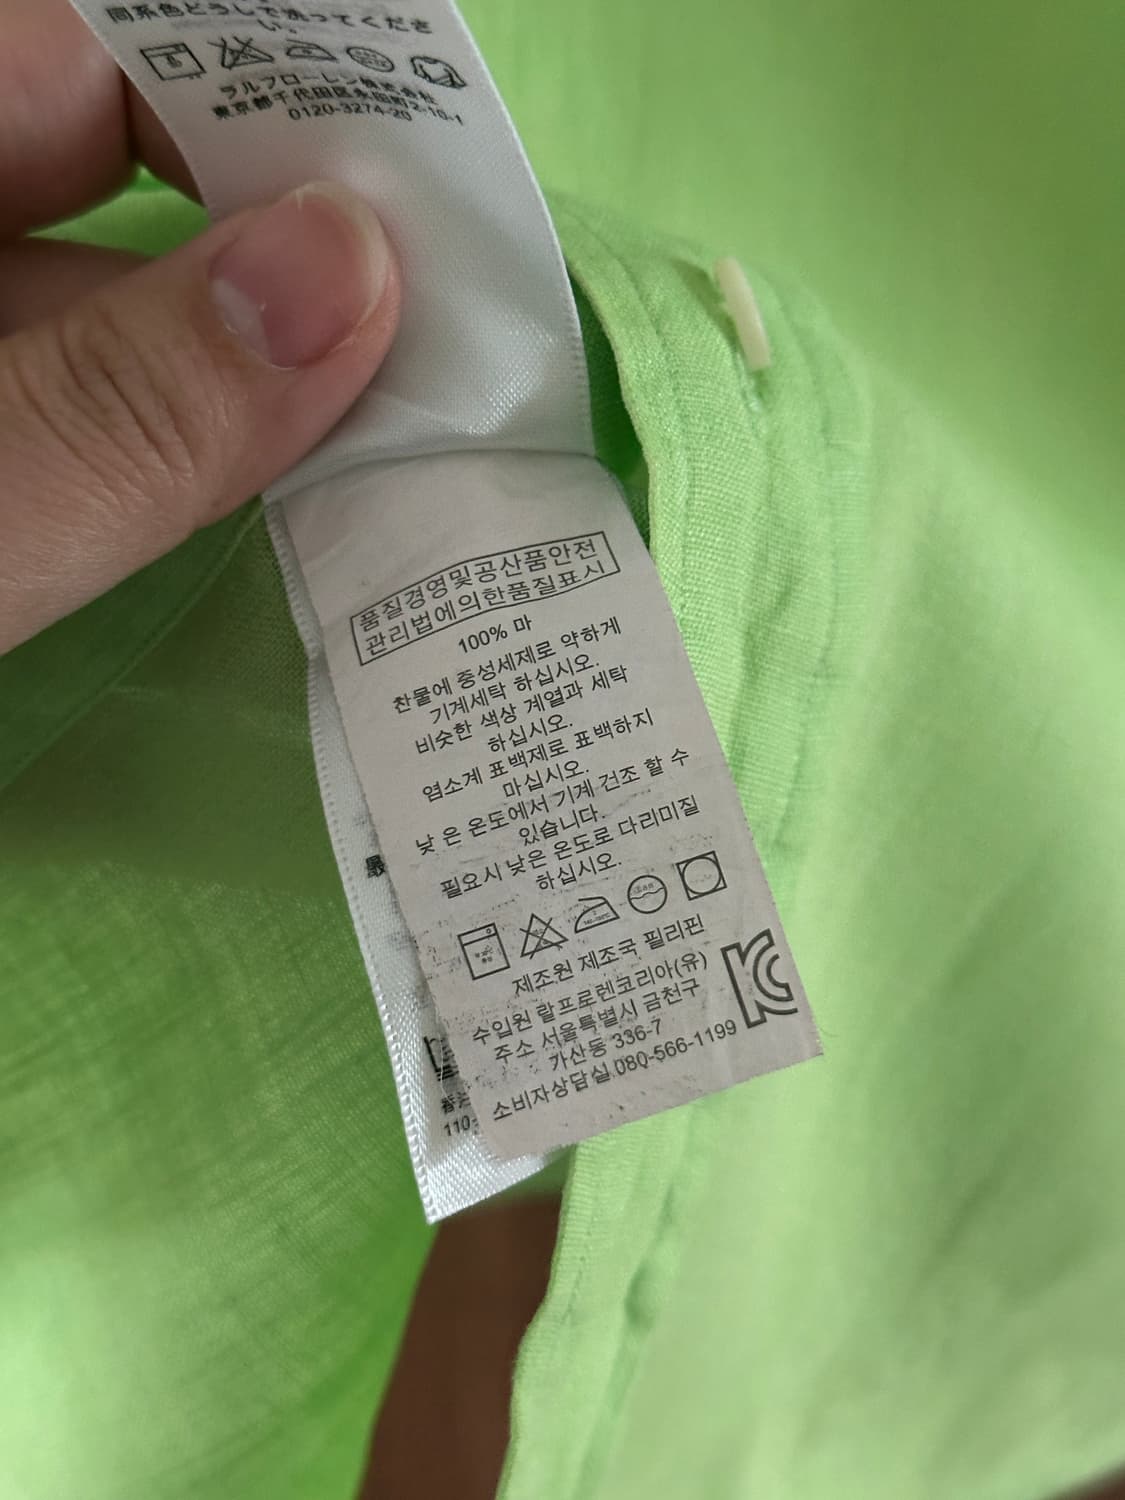 同系色どうしで洗ってくださ
い。
ラルフローレン株式会社
東京都千代田区永田町2-10-1
0120-3274-20
품질경영및공산품안전
관리법에의한품질표시
100% 마
찬물에 중성세제로 약하게
기계세탁 하십시오.
비슷한 색상 계열과 세탁
하십시오.
염소계 표백제로 표백하지
마십시오.
낮 은 온도에서 기계 건조 할 수
있습니다.
필요시 낮은 온도로 다리미질
하십시오.
제조원 제조국 필리핀
수입원 랄프로렌코리아(유)
주소 서울특별시 금천구
가산동 336-7
소비자상담실 080-566-1199
最
110-